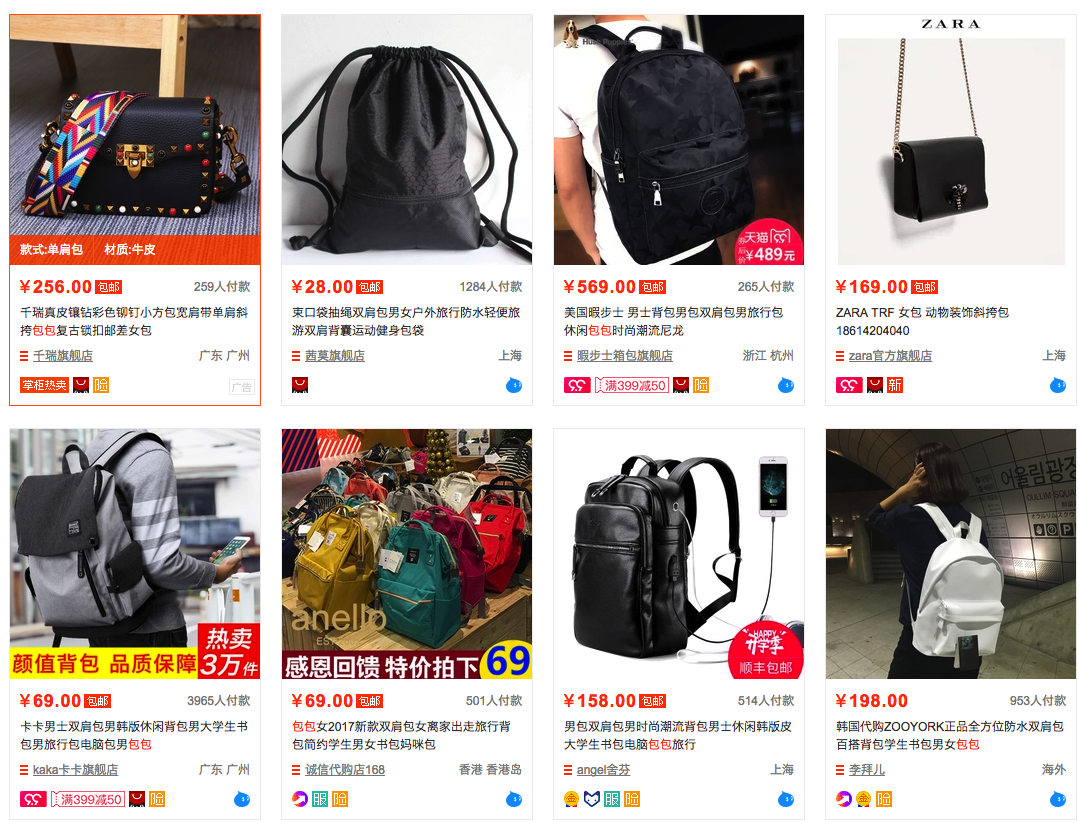 Hush Puppies
ZARA
款式:单肩包 材质:牛皮
天猫
券后价¥489元
¥256.00 包邮 259人付款
千瑞真皮镶钻彩色铆钉小方包宽肩带单肩斜
挎包包复古锁扣邮差女包
千瑞旗舰店 广东 广州
掌柜热卖 险 广告
¥28.00 包邮 1284人付款
束口袋抽绳双肩包男女户外旅行防水轻便旅
游双肩背囊运动健身包袋
茜莫旗舰店 上海
¥569.00 包邮 265人付款
美国暇步士 男士背包男包双肩包男旅行包
休闲包包时尚潮流尼龙
暇步士箱包旗舰店 浙江 杭州
满399减50 险
¥169.00 包邮
ZARA TRF 女包 动物装饰斜挎包
18614204040
zara官方旗舰店 上海
新
热卖
3万件
颜值背包 品质保障
anello
感恩回馈 特价拍下69
HAPPY
开学季
顺丰包邮
어울림광장
OULLIM SQUARE
¥69.00 包邮 3965人付款
卡卡男士双肩包男韩版休闲背包男大学生书
包男旅行包电脑包男包包
kaka卡卡旗舰店 广东 广州
满399减50 险
¥69.00 包邮 501人付款
包包女2017新款双肩包女离家出走旅行背
包简约学生男女书包妈咪包
诚信代购店168 香港 香港岛
服 险
¥158.00 包邮 514人付款
男包双肩包男时尚潮流背包男士休闲韩版皮
大学生书包电脑包包旅行
angel舍芬 上海
金 服 险
¥198.00 953人付款
韩国代购ZOOYORK正品全方位防水双肩包
百搭背包学生书包男女包包
李拜儿 海外
金 险